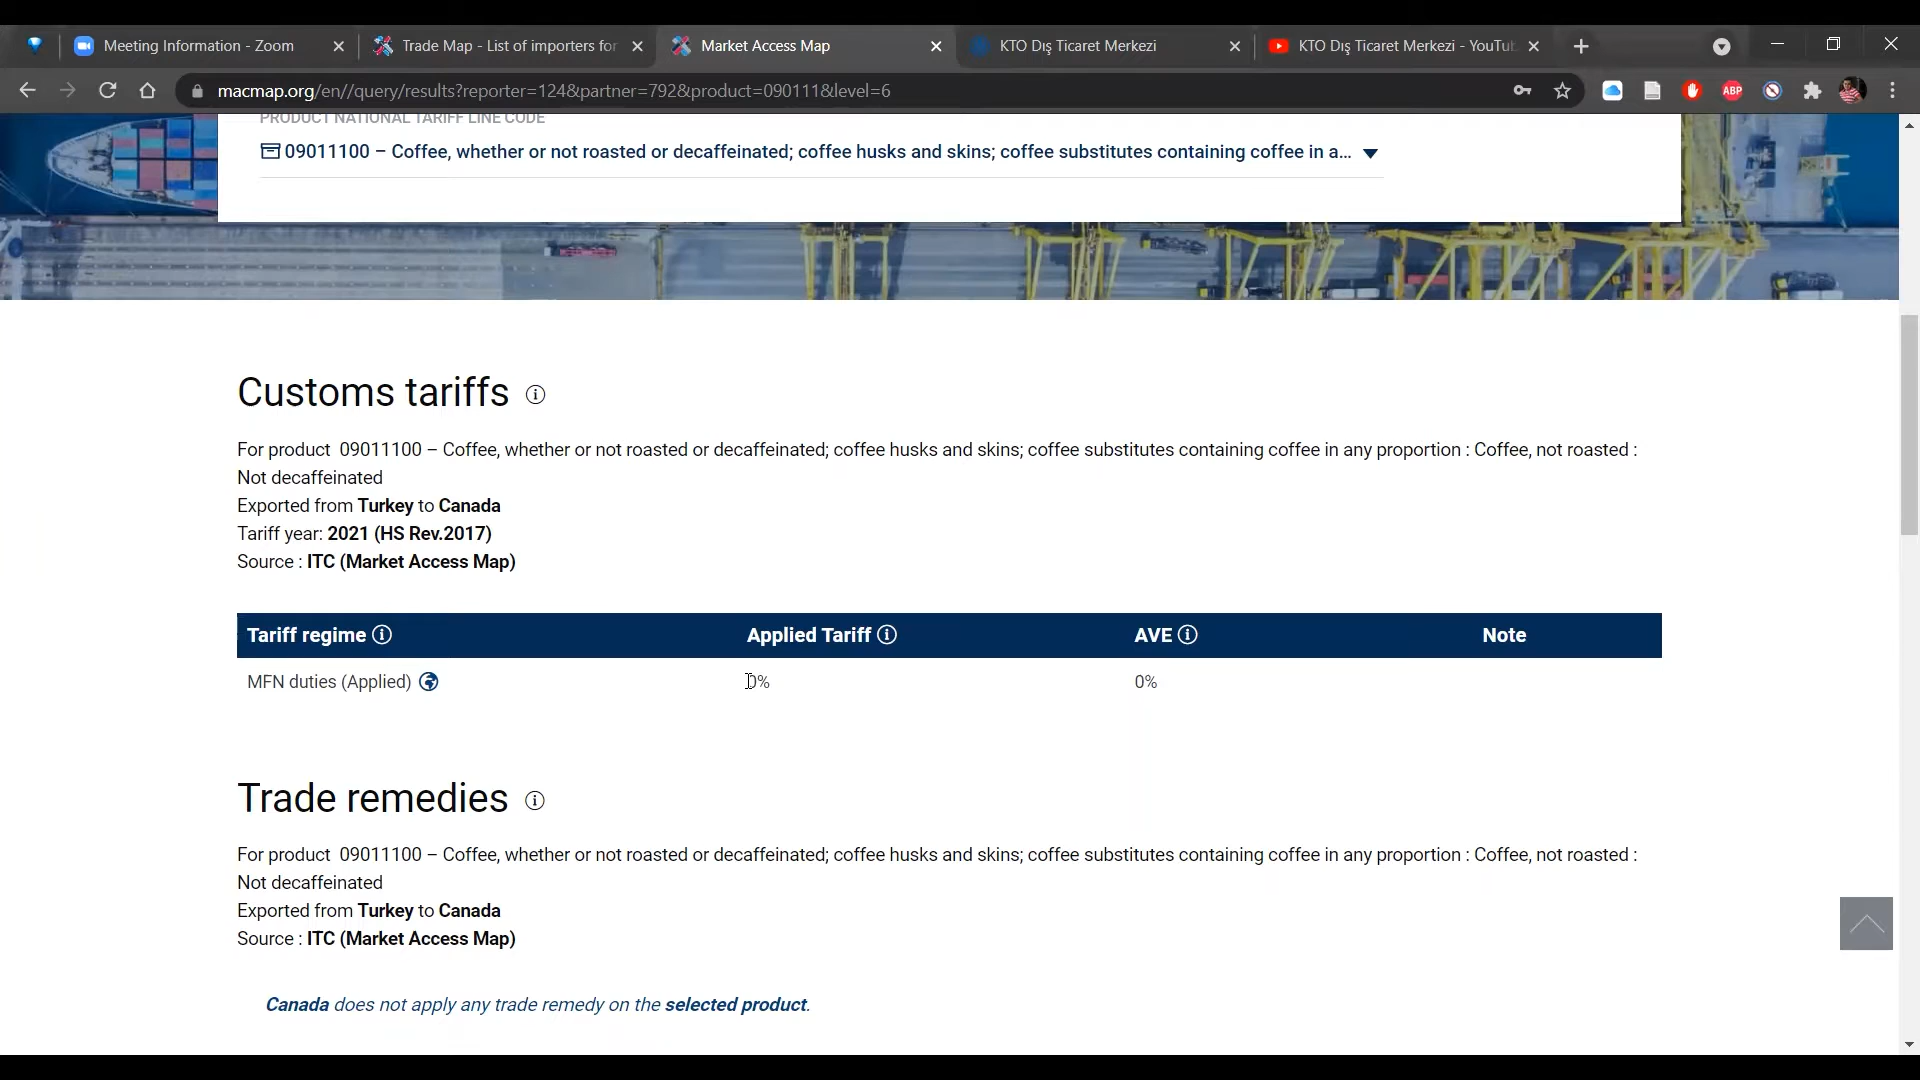 Meeting Information - Zoom
Trade Map - List of importers for
Market Access Map
KTO Dış Ticaret Merkezi
KTO Dış Ticaret Merkezi - YouTu
macmap.org/en//query/results?reporter=124&partner=792&product=090111&level=6
ABP
PRODUCT NATIONAL TARIFF LINE CODE
09011100 – Coffee, whether or not roasted or decaffeinated; coffee husks and skins; coffee substitutes containing coffee in a...
Customs tariffs
For product 09011100 – Coffee, whether or not roasted or decaffeinated; coffee husks and skins; coffee substitutes containing coffee in any proportion : Coffee, not roasted :
Not decaffeinated
Exported from Turkey to Canada
Tariff year: 2021 (HS Rev.2017)
Source : ITC (Market Access Map)
Tariff regime Applied Tariff AVE Note
MFN duties (Applied) 0% 0%
Trade remedies
For product 09011100 – Coffee, whether or not roasted or decaffeinated; coffee husks and skins; coffee substitutes containing coffee in any proportion : Coffee, not roasted :
Not decaffeinated
Exported from Turkey to Canada
Source : ITC (Market Access Map)
Canada does not apply any trade remedy on the selected product.